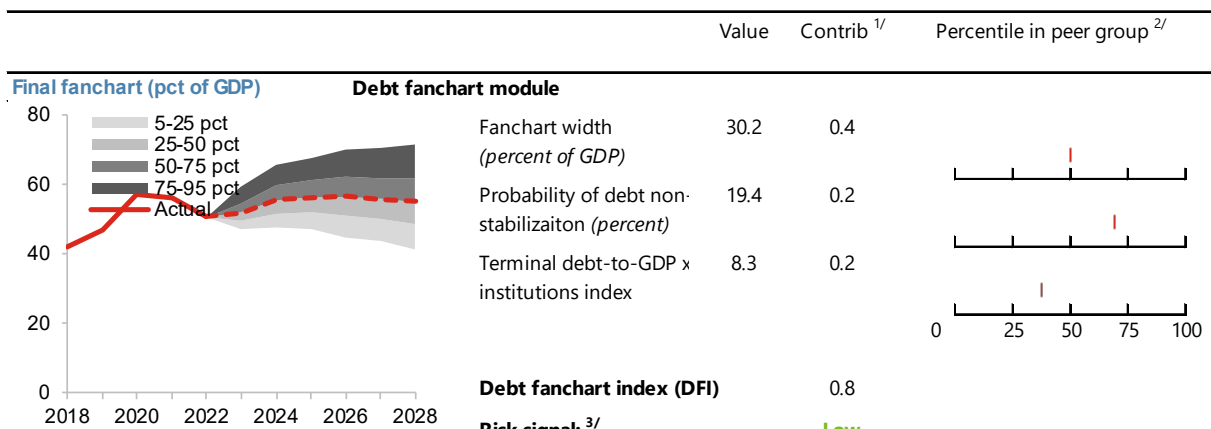 Value Contrib 1/ Percentile in peer group 2/
Final fanchart (pct of GDP) Debt fanchart module
80
5-25 pct
25-50 pct
50-75 pct
75-95 pct
Actual
60
40
20
0
2018 2020 2022 2024 2026 2028
Fanchart width 30.2 0.4
(percent of GDP)
Probability of debt non- 19.4 0.2
stabilizaiton (percent)
Terminal debt-to-GDP x 8.3 0.2
institutions index
0 25 50 75 100
Debt fanchart index (DFI) 0.8
Risk signal: 3/ Low